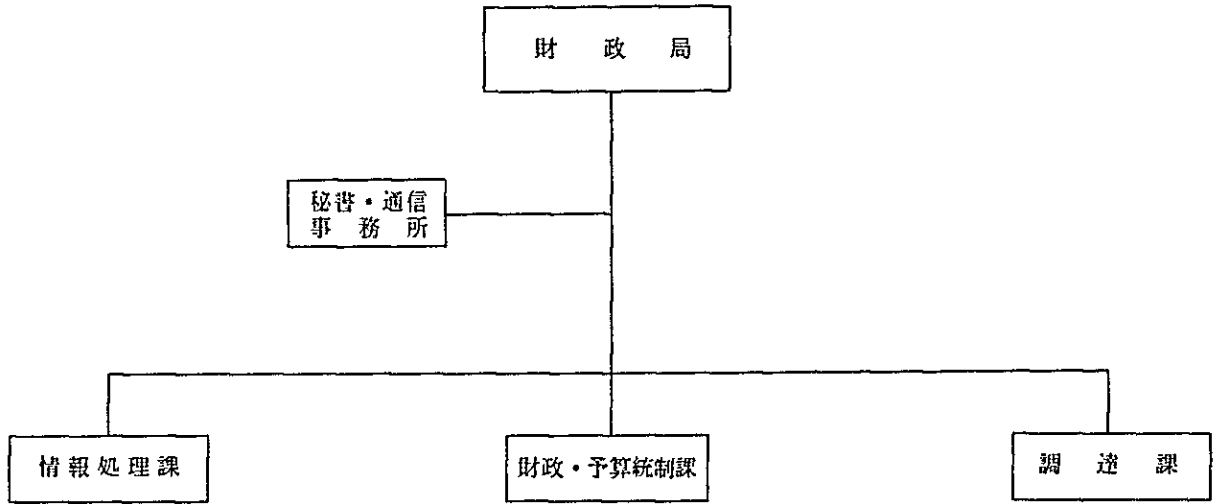 財政局
秘書・通信
事務所
情報処理課
財政・予算統制課
調達課